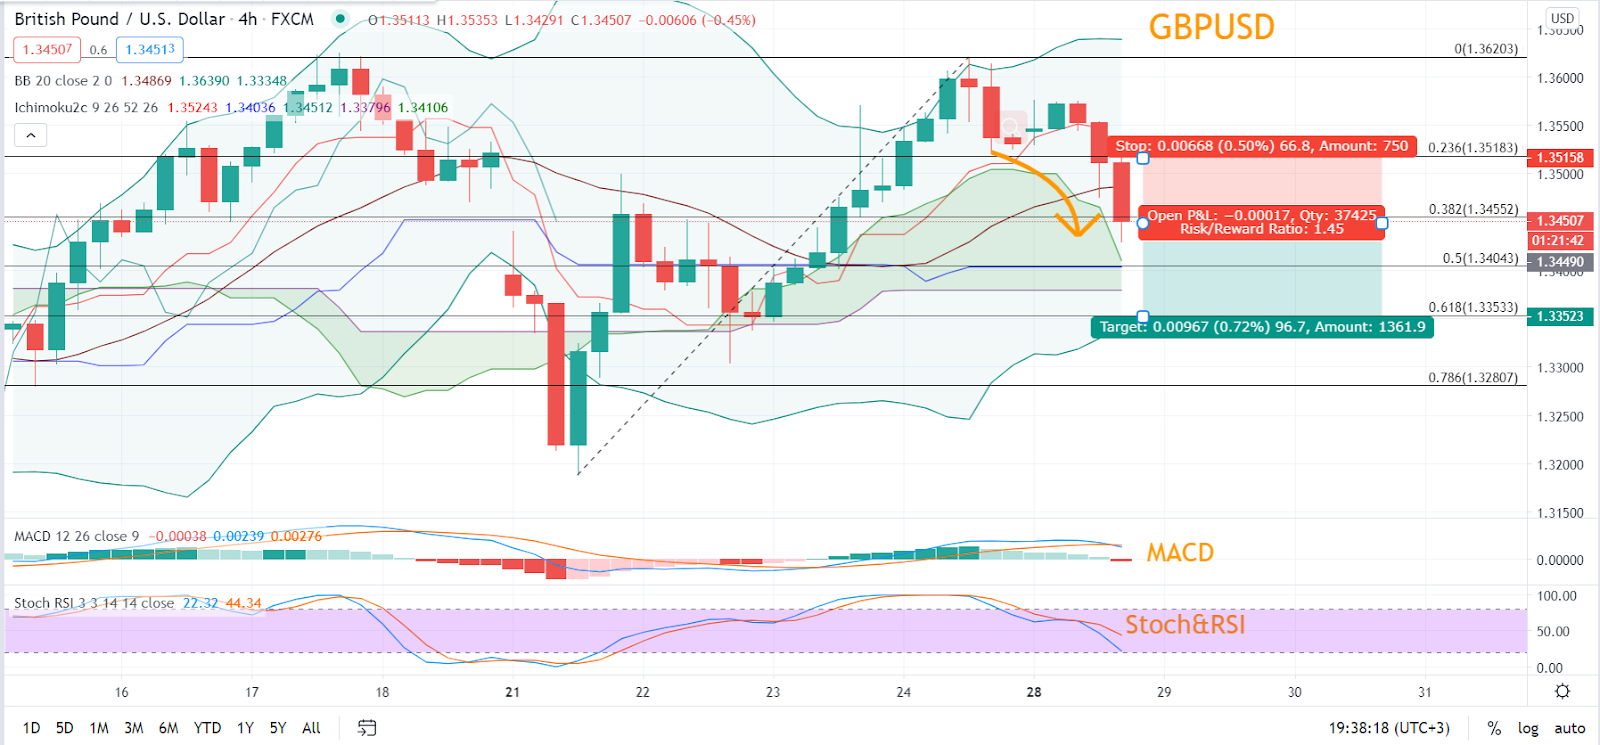 British Pound / U.S. Dollar · 4h · FXCM O1.35113 H1.35353 L1.34291 C1.34507 −0.00606 (−0.45%)
GBPUSD
USD
1.34507 0.6 1.34513
BB 20 close 2 0 1.34869 1.36390 1.33348
Ichimoku2c 9 26 52 26 1.35243 1.34036 1.34512 1.33796 1.34106
0(1.36203)
1.36000
1.35500
Stop: 0.00668 (0.50%) 66.8, Amount: 750
0.236(1.35183)
1.35158
1.35000
0.382(1.34552)
Open P&L: −0.00017, Qty: 37425
Risk/Reward Ratio: 1.45
1.34507
01:21:42
0.5(1.34043)
1.34490
1.34000
0.618(1.33533)
1.33523
Target: 0.00967 (0.72%) 96.7, Amount: 1361.9
1.33000
0.786(1.32807)
1.32500
1.32000
1.31500
MACD 12 26 close 9 −0.00038 0.00239 0.00276
MACD
0.00000
Stoch RSI 3 3 14 14 close 22.32 44.34
100.00
Stoch&RSI
50.00
0.00
16 17 18 21 22 23 24 28 29 30 31
1D 5D 1M 3M 6M YTD 1Y 5Y All
19:38:18 (UTC+3) % log auto